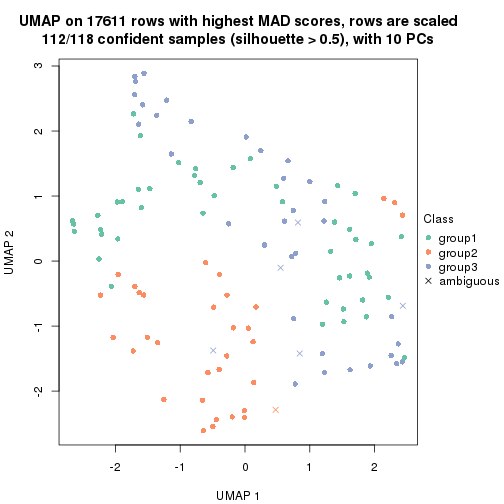 UMAP on 17611 rows with highest MAD scores, rows are scaled
112/118 confident samples (silhouette > 0.5), with 10 PCs
3
2
1
0
-1
-2
UMAP 2
-2
-1
0
1
2
UMAP 1
Class
group1
group2
group3
ambiguous